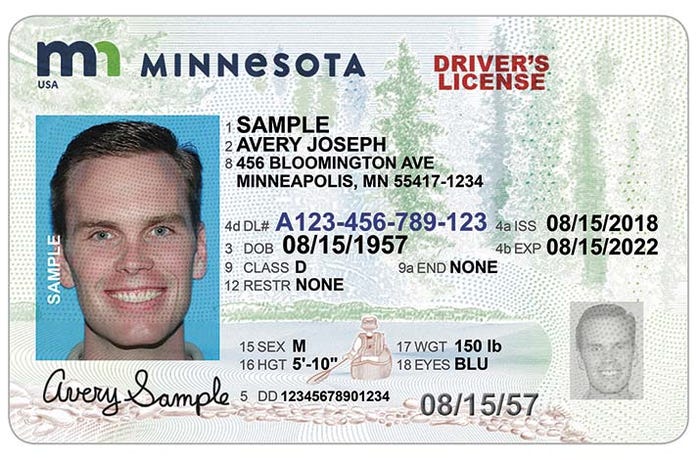 mn MINNESOTA
USA
DRIVER'S
LICENSE
1 SAMPLE
2 AVERY JOSEPH
8 456 BLOOMINGTON AVE
MINNEAPOLIS, MN 55417-1234
4d DL# A123-456-789-123 4a ISS 08/15/2018
3 DOB 08/15/1957 4b EXP 08/15/2022
9 CLASS D 9a END NONE
12 RESTR NONE
SAMPLE
15 SEX M 17 WGT 150 lb
16 HGT 5'-10" 18 EYES BLU
Avery Sample
5 DD 12345678901234
08/15/57